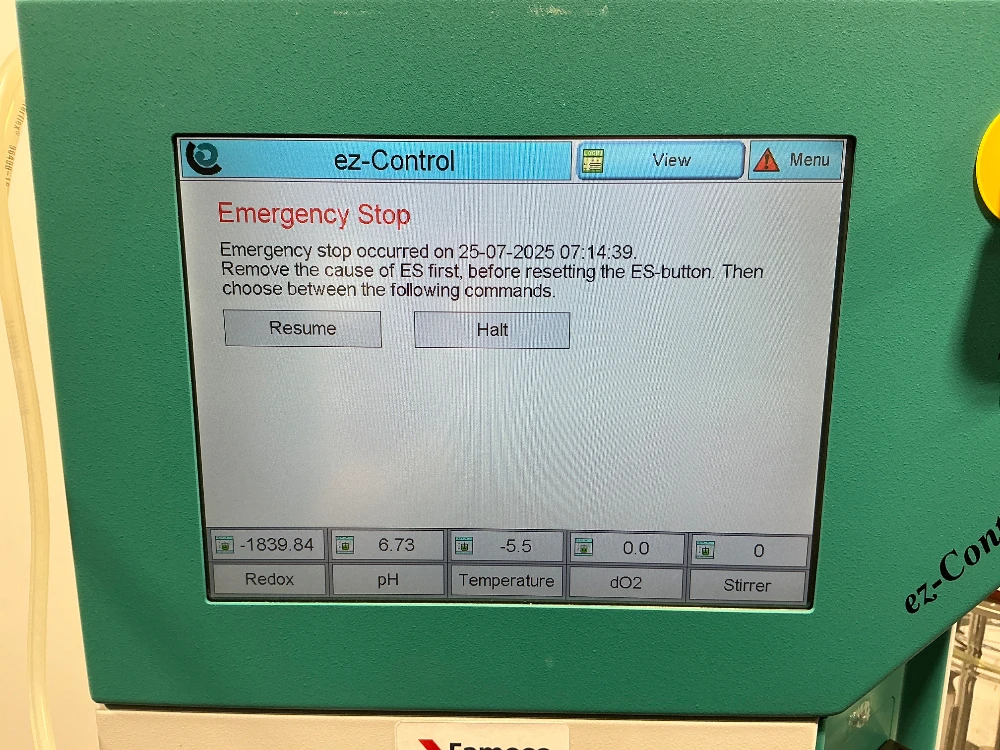 ez-Control
View
Menu
Emergency Stop
Emergency stop occurred on 25-07-2025 07:14:39.
Remove the cause of ES first, before resetting the ES-button. Then
choose between the following commands.
Resume
Halt
-1839.84
6.73
-5.5
0.0
0
Redox
pH
Temperature
dO2
Stirrer